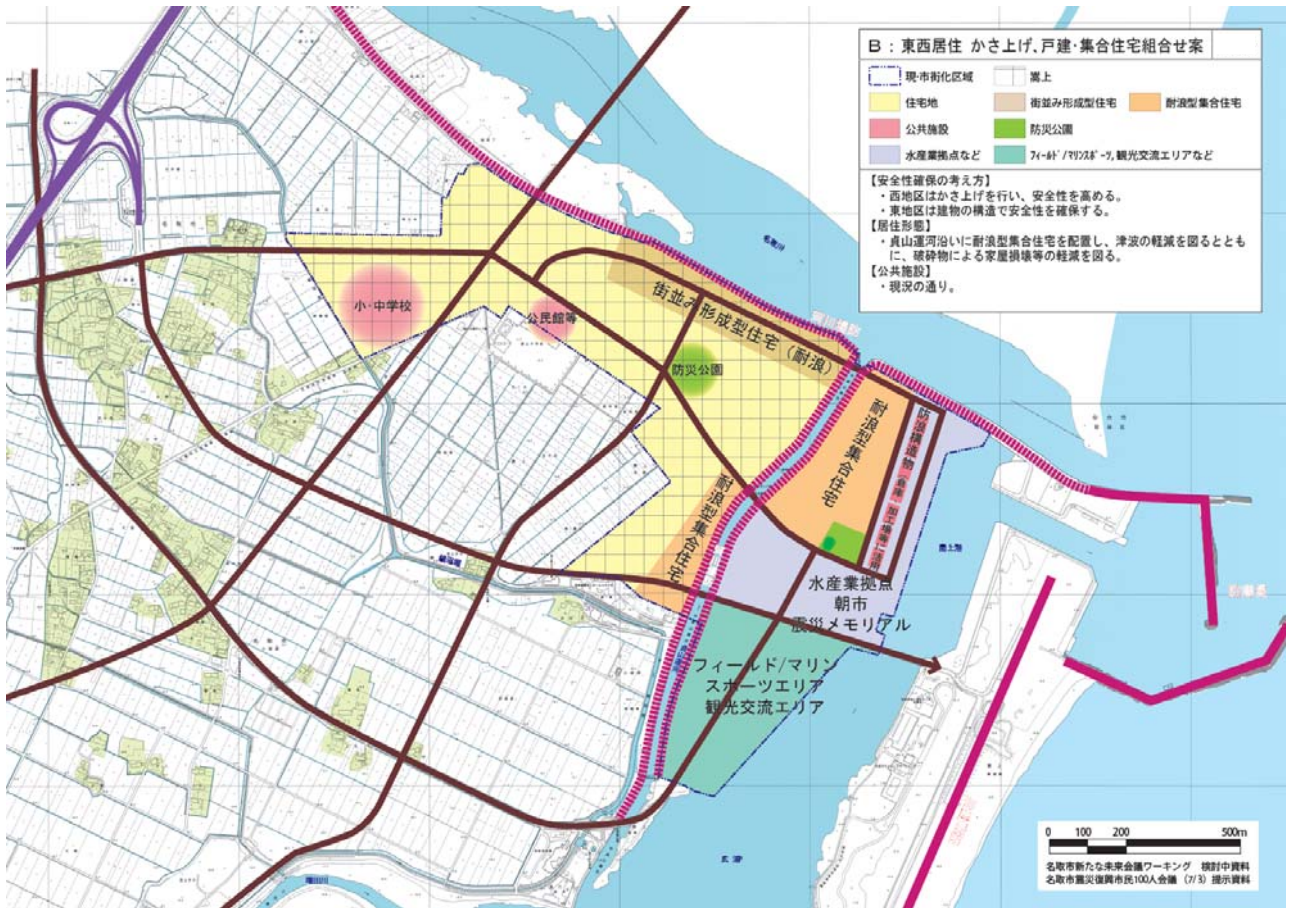 B：東西居住 かさ上げ､戸建･集合住宅組合せ案
現･市街化区域
嵩上
住宅地
街並み形成型住宅
耐浪型集合住宅
公共施設
防災公園
水産業拠点など
ﾌｨｰﾙﾄﾞ/ﾏﾘﾝｽﾎﾟｰﾂ,観光交流エリアなど
【安全性確保の考え方】
・西地区はかさ上げを行い、安全性を高める。
・東地区は建物の構造で安全性を確保する。
【居住形態】
・貞山運河沿いに耐浪型集合住宅を配置し、津波の軽減を図るととも
に、破砕物による家屋損壊等の軽減を図る。
【公共施設】
・現況の通り。
名取川
小･中学校
公民館等
街並み形成型住宅（耐浪）
防災公園
耐浪型集合住宅
耐浪型集合住宅
水産業拠点
朝市
震災メモリアル
フィールド/マリン
スポーツエリア
観光交流エリア
広浦
増田川
0 100 200 500m
名取市新たな未来会議ワーキング 検討中資料
名取市震災復興市民100人会議（7/3）提示資料